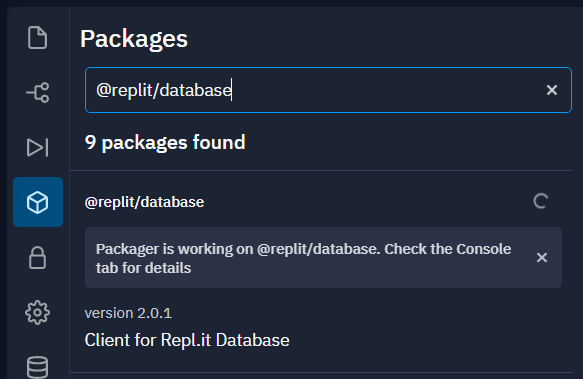 Packages
@replit/database
9 packages found
@replit/database
Packager is working on @replit/database. Check the Console
tab for details
version 2.0.1
Client for Repl.it Database